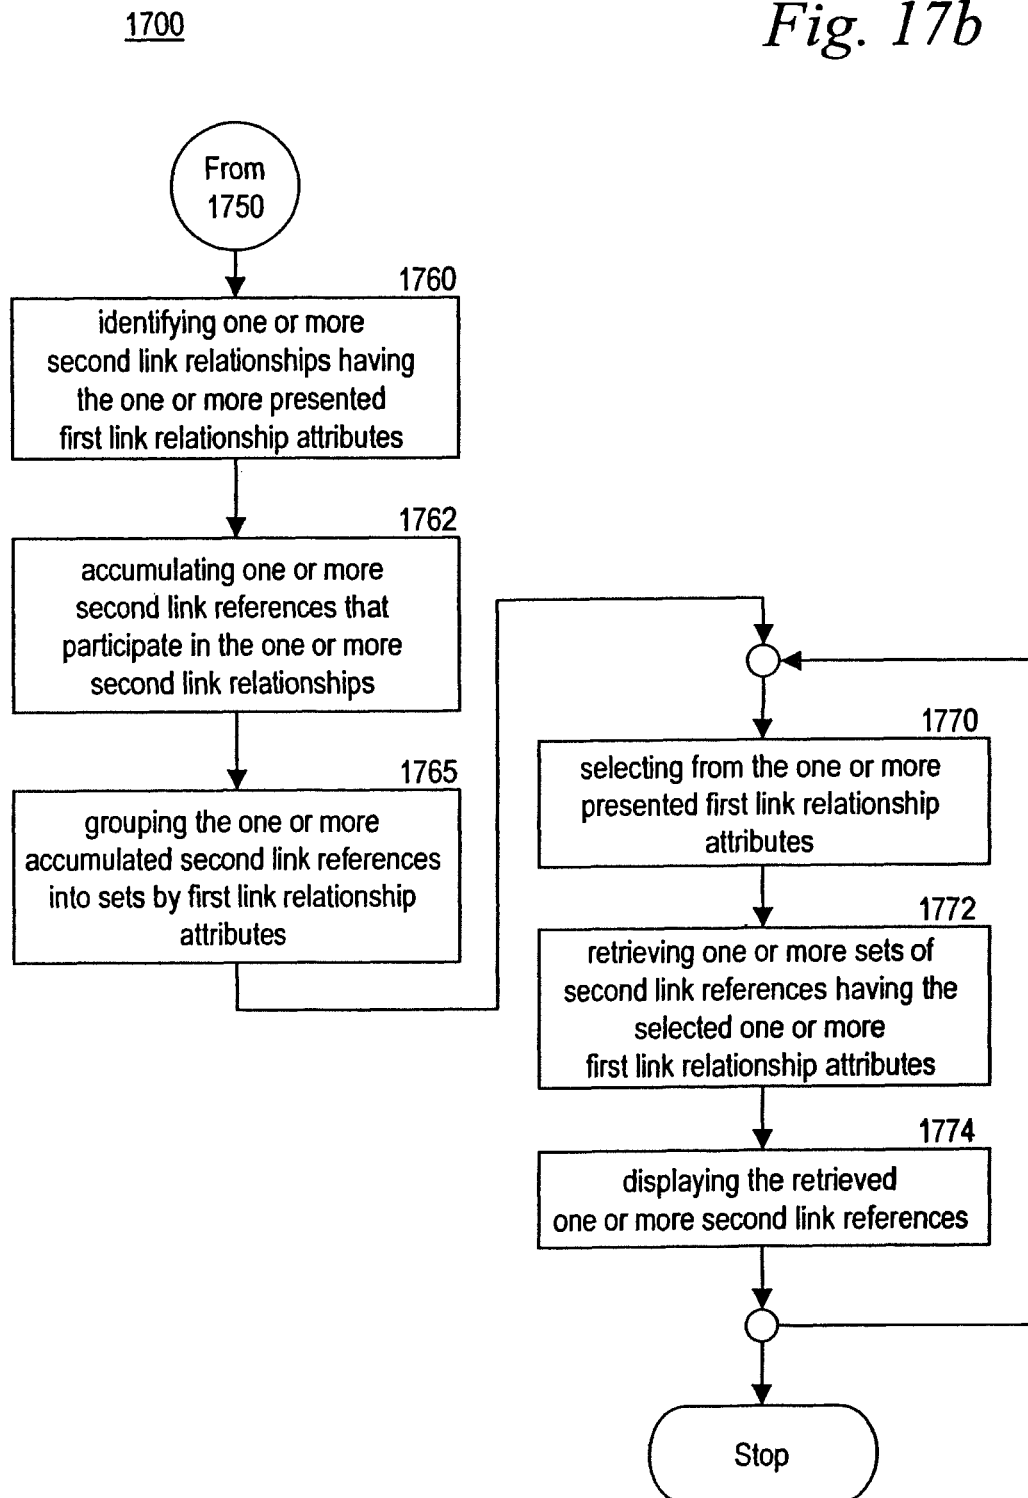 1700
Fig. 17b
From
1750
1760
identifying one or more
second link relationships having
the one or more presented
first link relationship attributes
1762
accumulating one or more
second link references that
participate in the one or more
second link relationships
1765
grouping the one or more
accumulated second link references
into sets by first link relationship
attributes
1770
selecting from the one or more
presented first link relationship
attributes
1772
retrieving one or more sets of
second link references having the
selected one or more
first link relationship attributes
1774
displaying the retrieved
one or more second link references
Stop